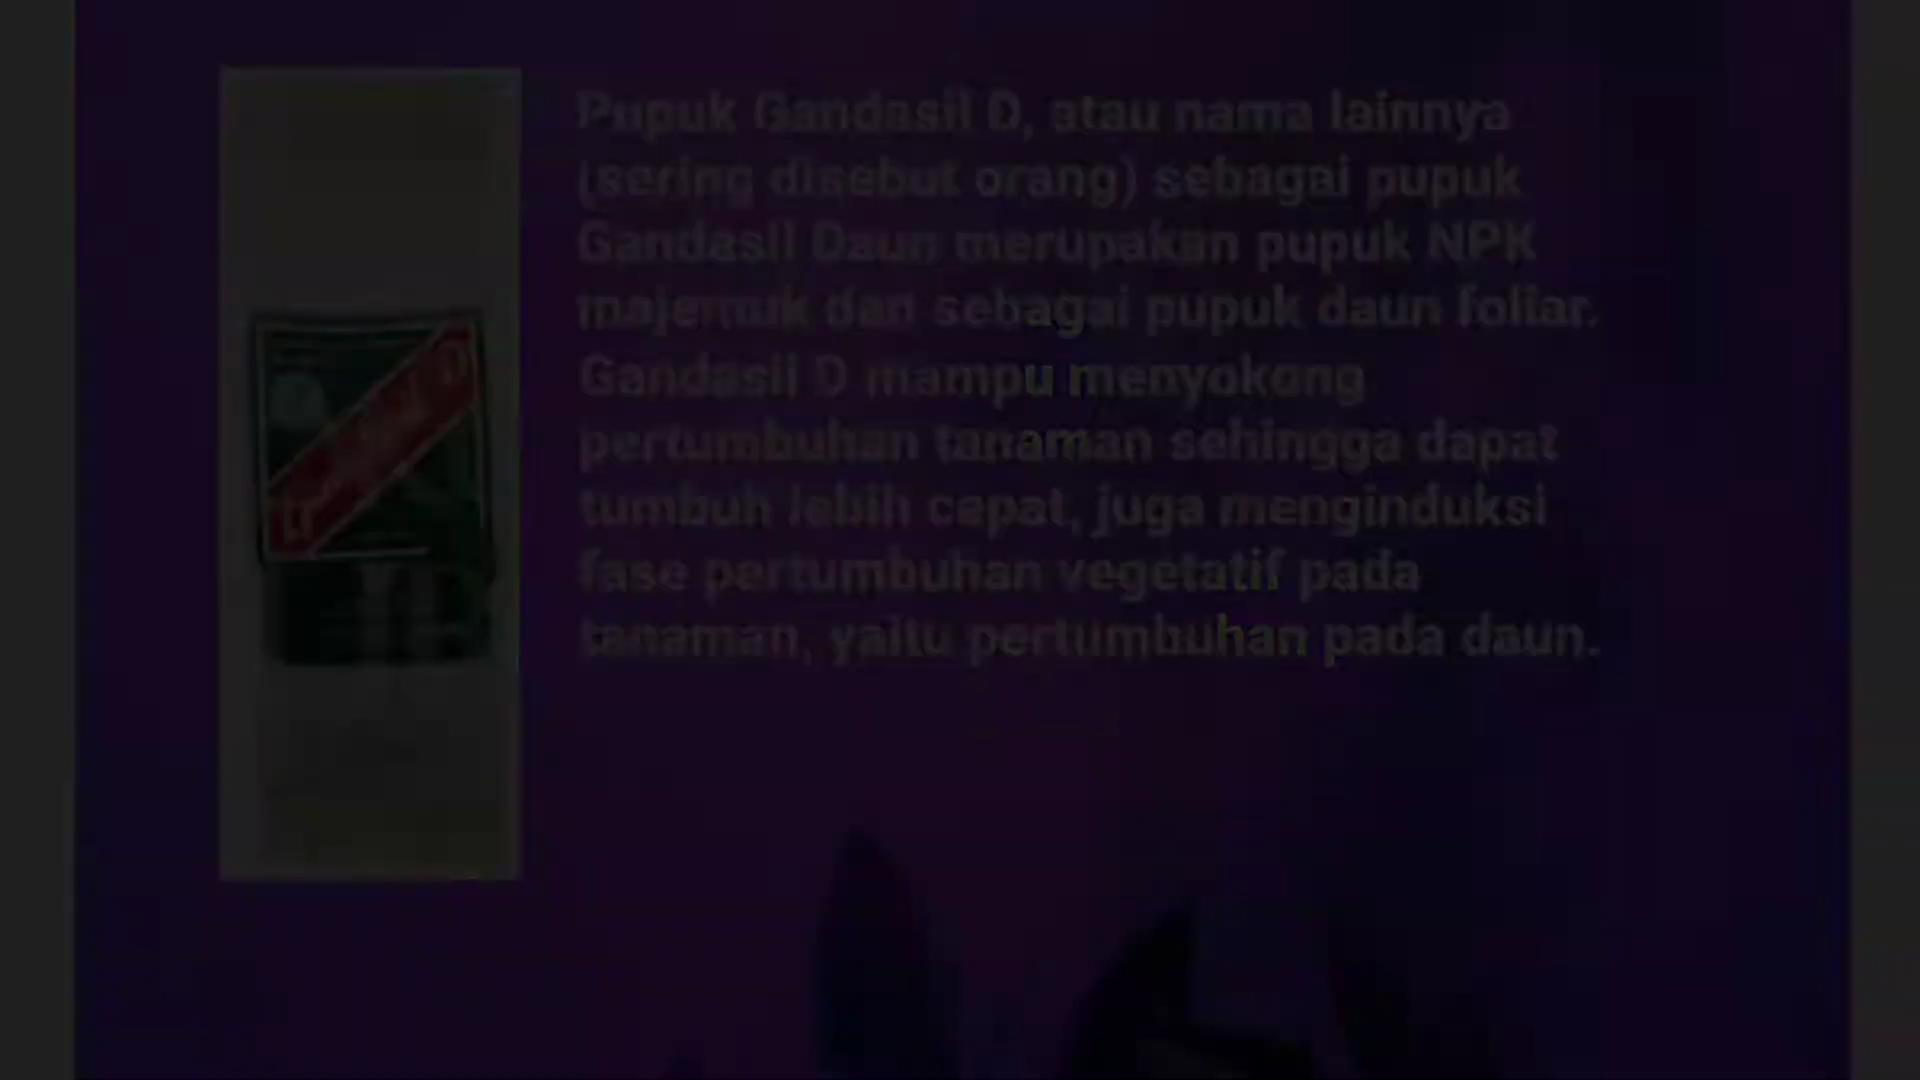 Pupuk Gandasil D, atau nama lainnya
(sering disebut orang) sebagai pupuk
Gandasil Daun merupakan pupuk NPK
majemuk dan sebagai pupuk daun foliar.
Gandasil D mampu menyokong
pertumbuhan tanaman sehingga dapat
tumbuh lebih cepat, juga menginduksi
fase pertumbuhan vegetatif pada
tanaman, yaitu pertumbuhan pada daun.